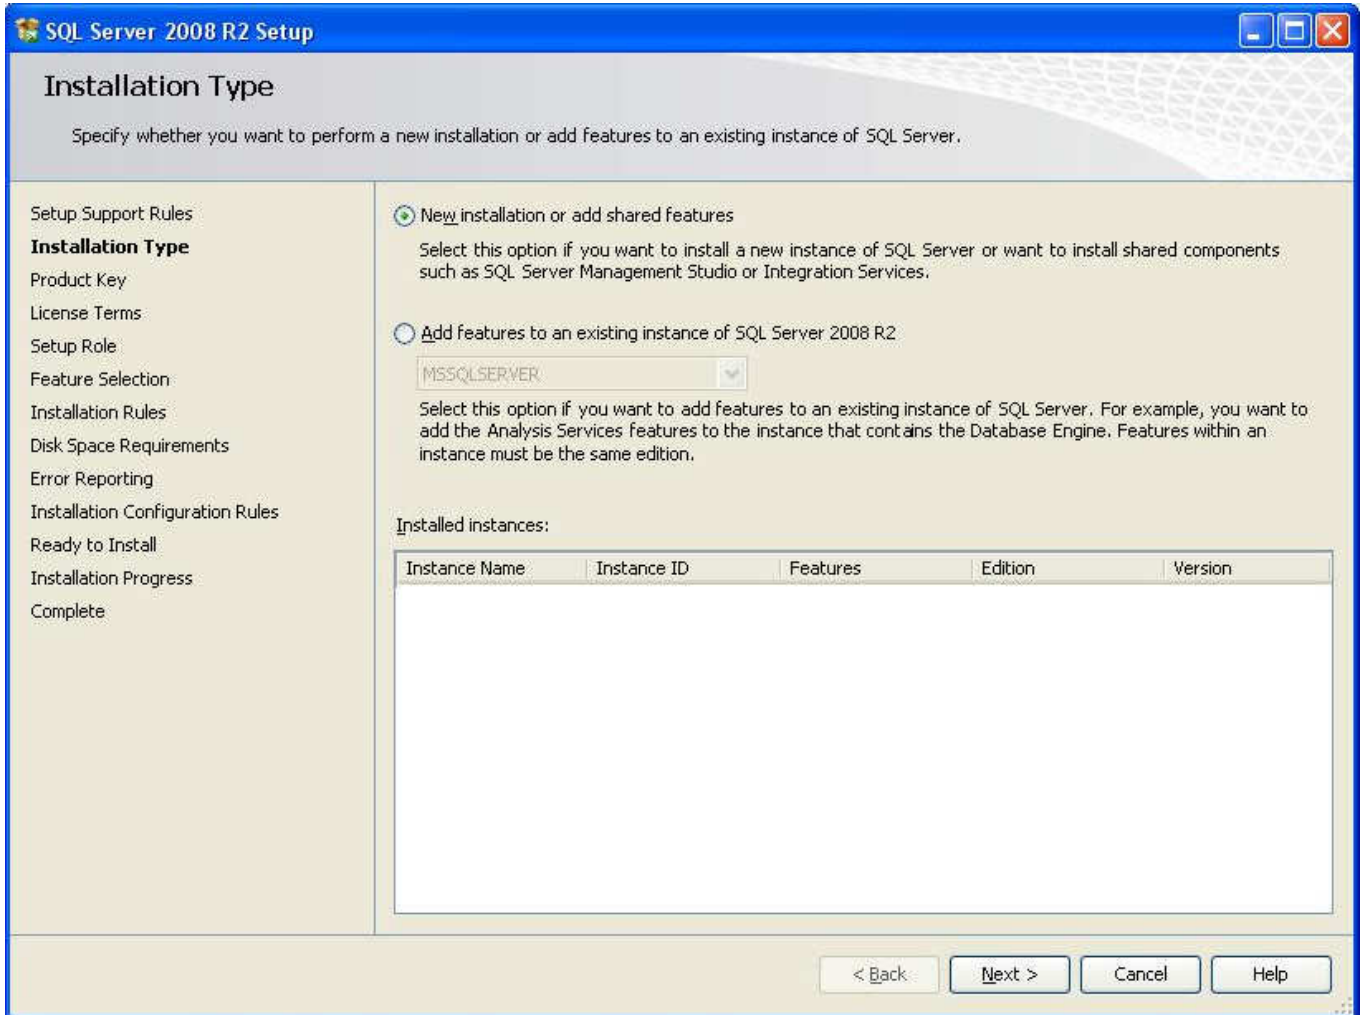 SQL Server 2008 R2 Setup
Installation Type
Specify whether you want to perform a new installation or add features to an existing instance of SQL Server.
Setup Support Rules
Installation Type
Product Key
License Terms
Setup Role
Feature Selection
Installation Rules
Disk Space Requirements
Error Reporting
Installation Configuration Rules
Ready to Install
Installation Progress
Complete
New installation or add shared features
Select this option if you want to install a new instance of SQL Server or want to install shared components
such as SQL Server Management Studio or Integration Services.
Add features to an existing instance of SQL Server 2008 R2
MSSQLSERVER
Select this option if you want to add features to an existing instance of SQL Server. For example, you want to
add the Analysis Services features to the instance that contains the Database Engine. Features within an
instance must be the same edition.
Installed instances:
Instance Name Instance ID Features Edition Version
< Back Next > Cancel Help